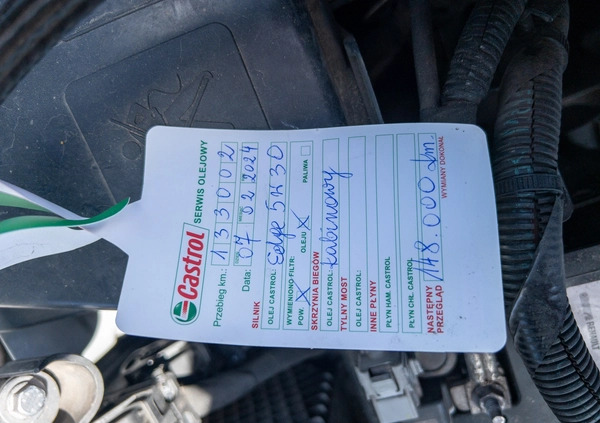 Castrol
SERWIS OLEJOWY
Przebieg km.: 133002
Data: 07 02 2024
SILNIK
OLEJ CASTROL: Edge 5W30
WYMIENIONO FILTR:
POW. X OLEJU X PALIWA
SKRZYNIA BIEGÓW
OLEJ CASTROL:
TYLNY MOST
OLEJ CASTROL:
INNE PŁYNY
PŁYN HAM. CASTROL
PŁYN CHŁ. CASTROL
NASTĘPNY
PRZEGLĄD 148.000 km
WYMIANY DOKONAŁ